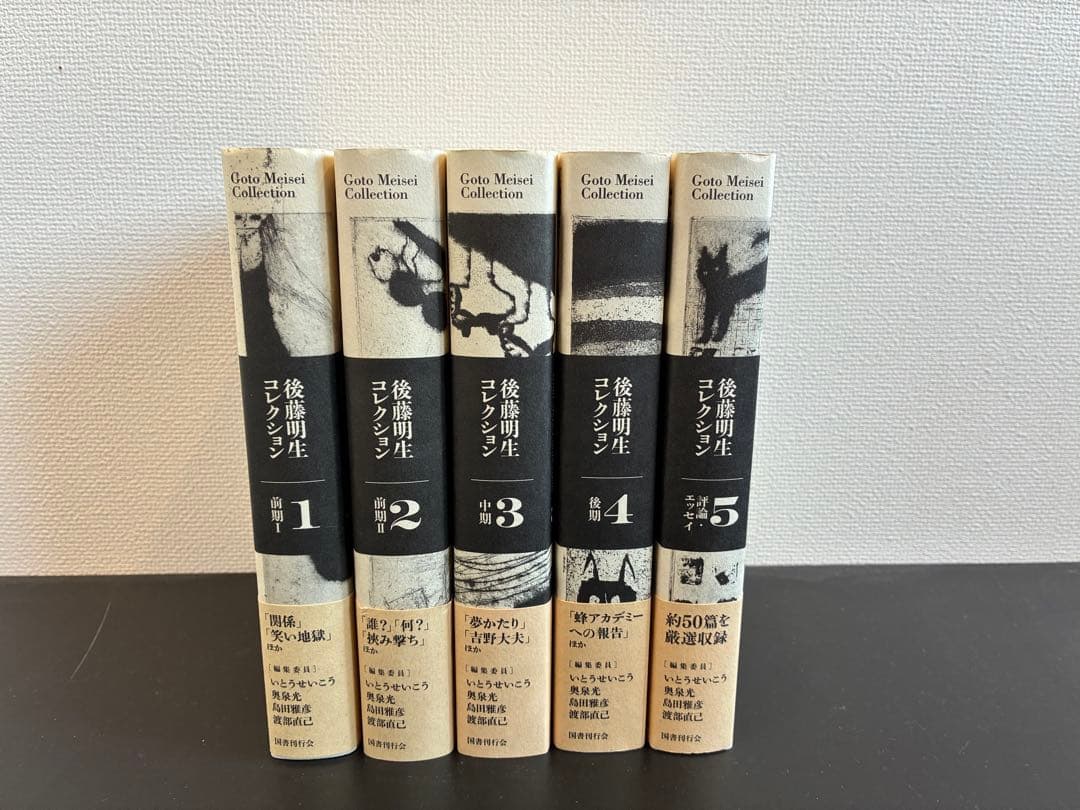 Goto Meisei
Collection
後藤明生
コレクション
1
前期Ⅰ
「関係」
「笑い地獄」
ほか
［編集委員］
いとうせいこう
奥泉光
島田雅彦
渡部直己
国書刊行会
Goto Meisei
Collection
後藤明生
コレクション
2
前期Ⅱ
「誰?」「何?」
「挟み撃ち」
ほか
［編集委員］
いとうせいこう
奥泉光
島田雅彦
渡部直己
国書刊行会
Goto Meisei
Collection
後藤明生
コレクション
3
中期
「夢かたり」
「吉野大夫」
ほか
［編集委員］
いとうせいこう
奥泉光
島田雅彦
渡部直己
国書刊行会
Goto Meisei
Collection
後藤明生
コレクション
4
後期
「蜂アカデミー
への報告」
ほか
［編集委員］
いとうせいこう
奥泉光
島田雅彦
渡部直己
国書刊行会
Goto Meisei
Collection
後藤明生
コレクション
5
評論・
エッセイ
約50篇を
厳選収録
［編集委員］
いとうせいこう
奥泉光
島田雅彦
渡部直己
国書刊行会